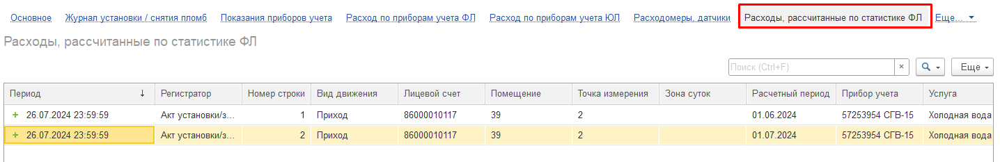 Основное Журнал установки / снятия пломб Показания приборов учета Расход по приборам учета ФЛ Расход по приборам учета ЮЛ Расходомеры, датчики Расходы, рассчитанные по статистике ФЛ Еще...
Расходы, рассчитанные по статистике ФЛ
Поиск (Ctrl+F) × Еще
Период ↓ Регистратор Номер строки Вид движения Лицевой счет Помещение Точка измерения Зона суток Расчетный период Прибор учета Услуга
26.07.2024 23:59:59 Акт установки/з... 1 Приход 86000010117 39 2 01.06.2024 57253954 СГВ-15 Холодная вода
26.07.2024 23:59:59 Акт установки/з... 2 Приход 86000010117 39 2 01.07.2024 57253954 СГВ-15 Холодная вода